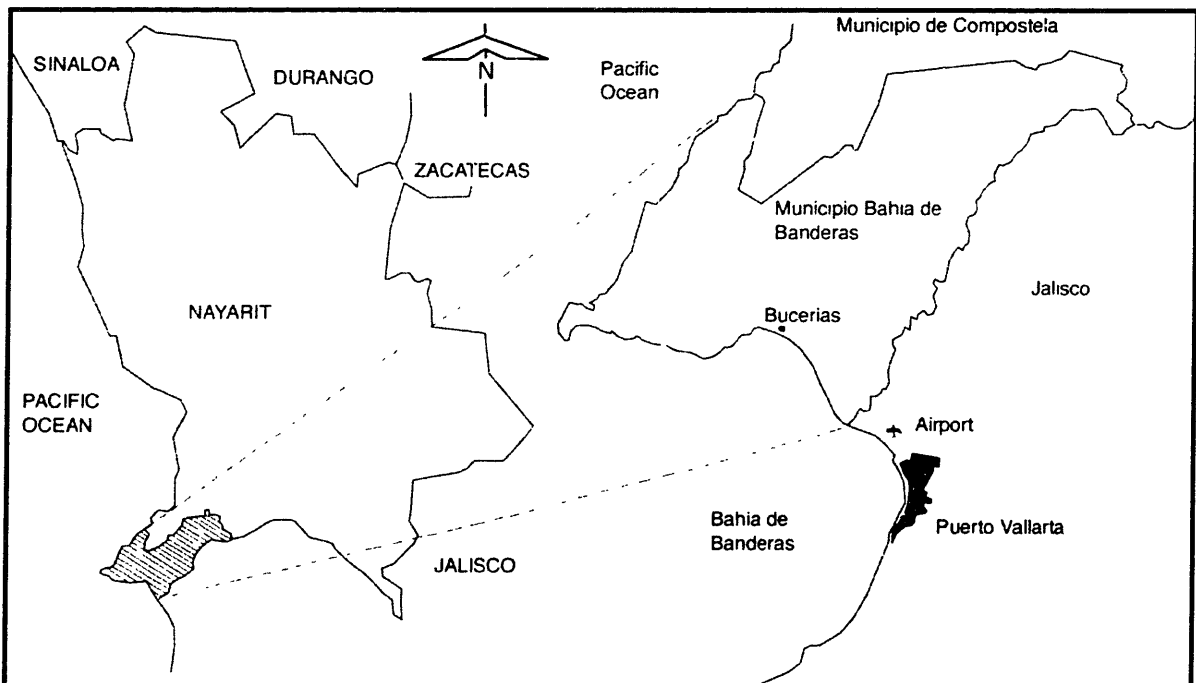 Municipio de Compostela
SINALOA
DURANGO
N
Pacific
Ocean
ZACATECAS
Municipio Bahia de
Banderas
NAYARIT
Jalisco
Bucerias
PACIFIC
OCEAN
Airport
Bahia de
Banderas
Puerto Vallarta
JALISCO